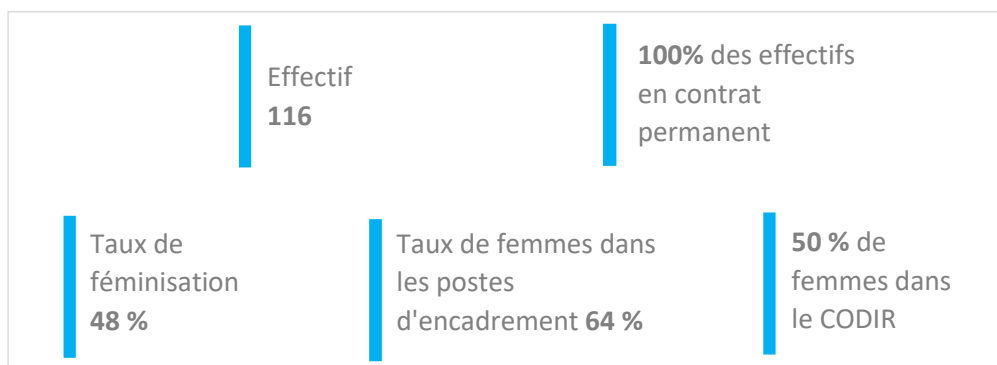 Effectif
116
100% des effectifs
en contrat
permanent
Taux de
féminisation
48 %
Taux de femmes dans
les postes
d'encadrement 64 %
50 % de
femmes dans
le CODIR